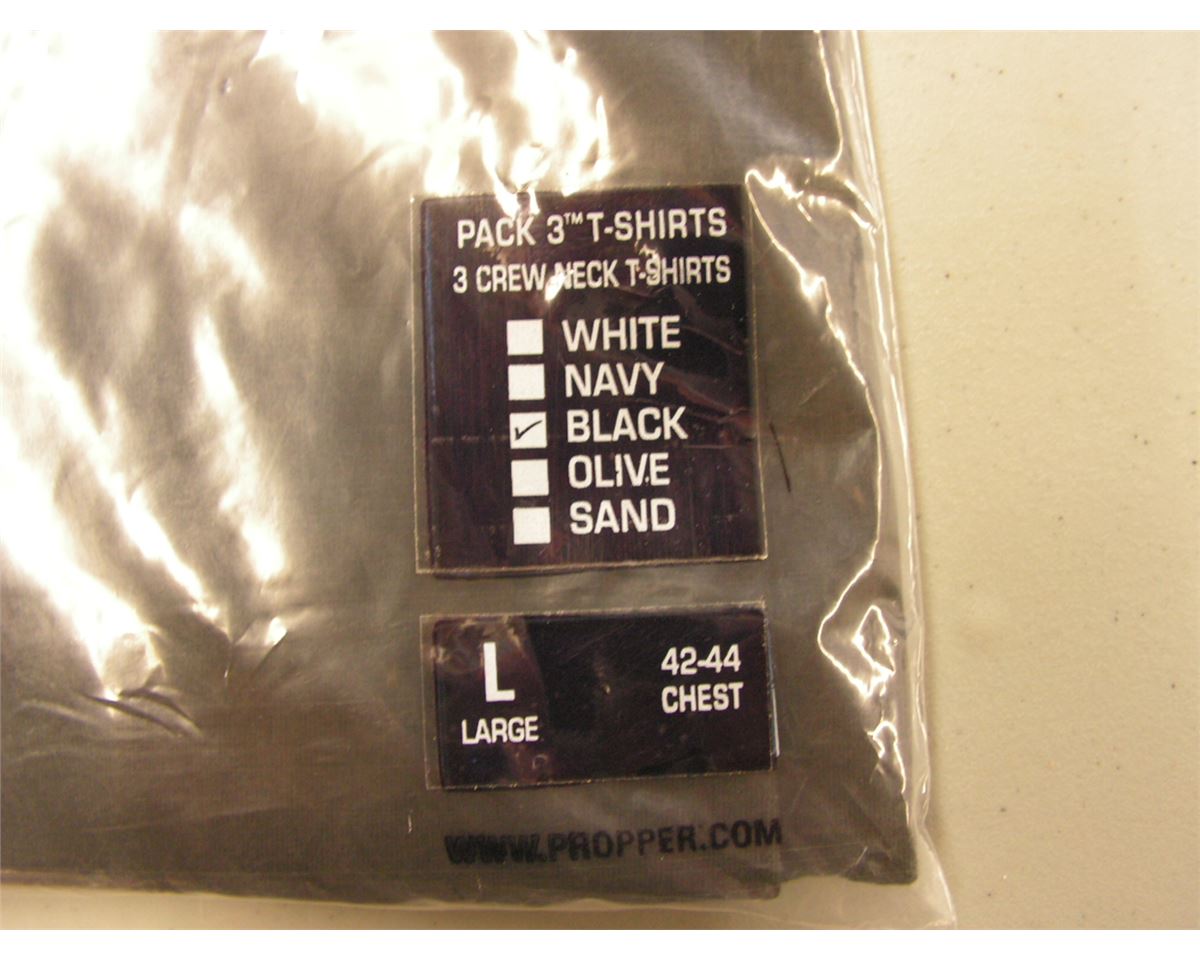 PACK 3™ T-SHIRTS
3 CREW NECK T-SHIRTS
WHITE
NAVY
BLACK
OLIVE
SAND
L
LARGE
42-44
CHEST
WWW.PROPPER.COM